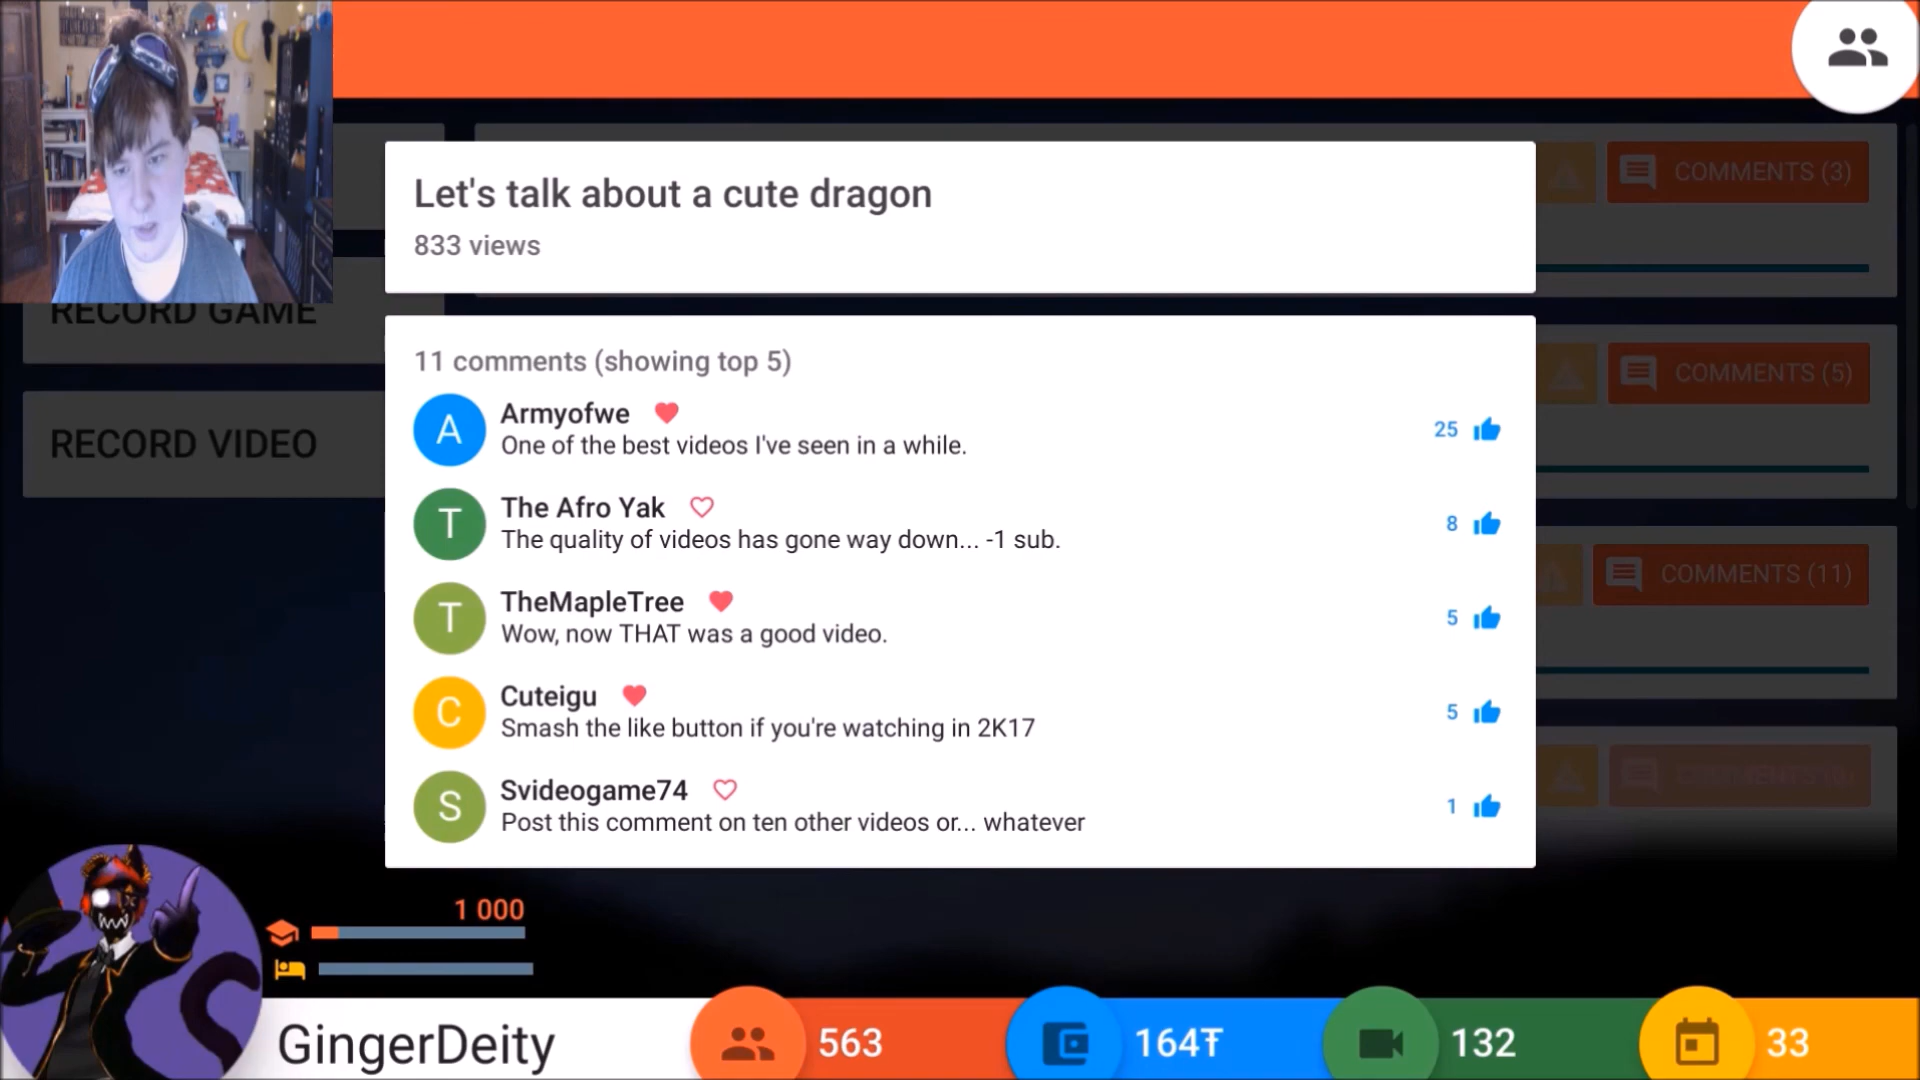 COMMENTS (3)
Let's talk about a cute dragon
833 views
RECORD GAME
11 comments (showing top 5)
COMMENTS (5)
A
Armyofwe
One of the best videos I've seen in a while.
25
RECORD VIDEO
T
The Afro Yak
The quality of videos has gone way down... -1 sub.
8
COMMENTS (11)
T
TheMapleTree
Wow, now THAT was a good video.
5
C
Cuteigu
Smash the like button if you're watching in 2K17
5
S
Svideogame74
Post this comment on ten other videos or... whatever
1
1 000
GingerDeity
563
164₮
132
33